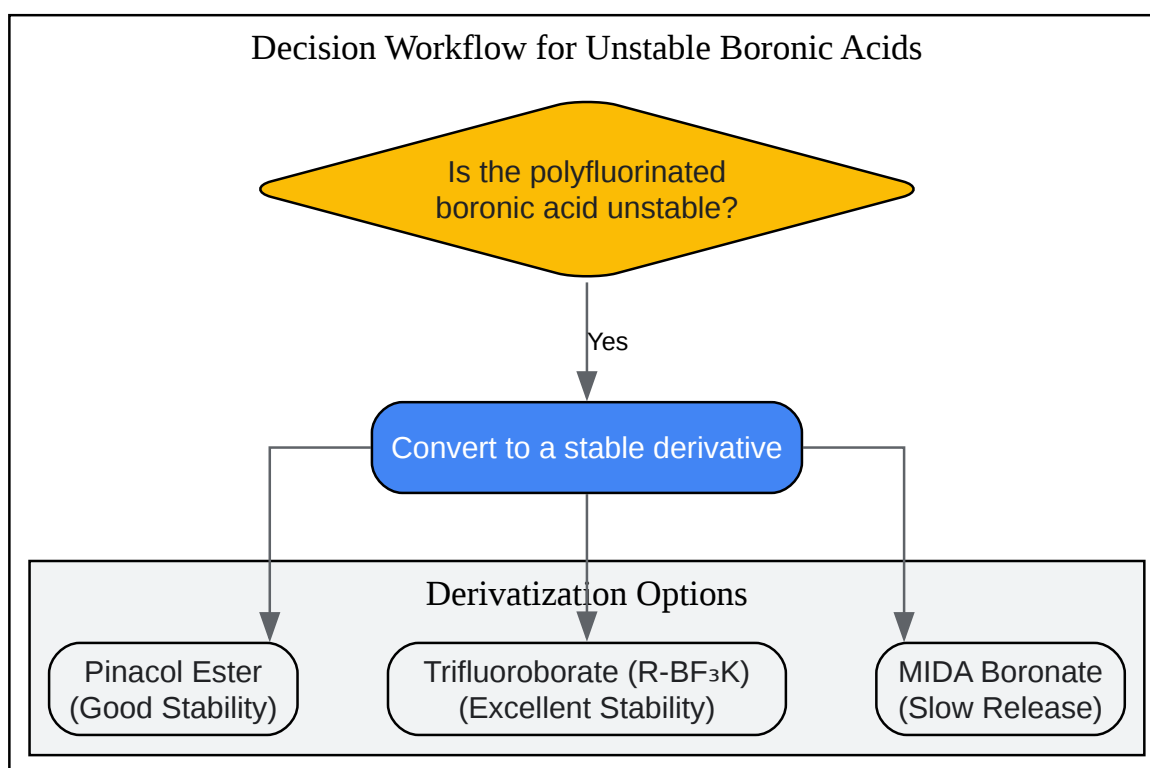 Decision Workflow for Unstable Boronic Acids
Is the polyfluorinated
boronic acid unstable?
Yes
Convert to a stable derivative
Derivatization Options
Pinacol Ester
(Good Stability)
Trifluoroborate (R-BF₃K)
(Excellent Stability)
MIDA Boronate
(Slow Release)